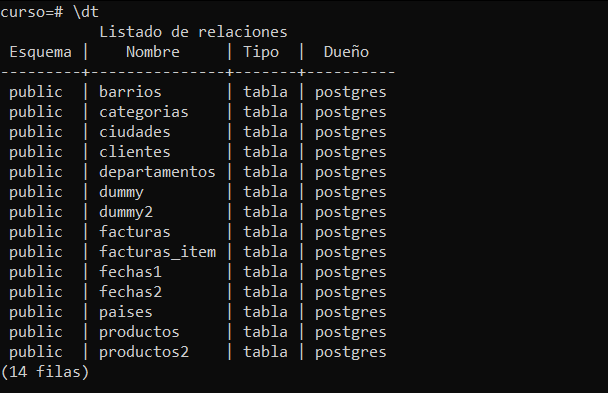 curso=# \dt
          Listado de relaciones
 Esquema |    Nombre     | Tipo  |  Dueño
---------+---------------+-------+----------
 public  | barrios       | tabla | postgres
 public  | categorias    | tabla | postgres
 public  | ciudades      | tabla | postgres
 public  | clientes      | tabla | postgres
 public  | departamentos | tabla | postgres
 public  | dummy         | tabla | postgres
 public  | dummy2        | tabla | postgres
 public  | facturas      | tabla | postgres
 public  | facturas_item | tabla | postgres
 public  | fechas1       | tabla | postgres
 public  | fechas2       | tabla | postgres
 public  | paises        | tabla | postgres
 public  | productos     | tabla | postgres
 public  | productos2    | tabla | postgres
(14 filas)